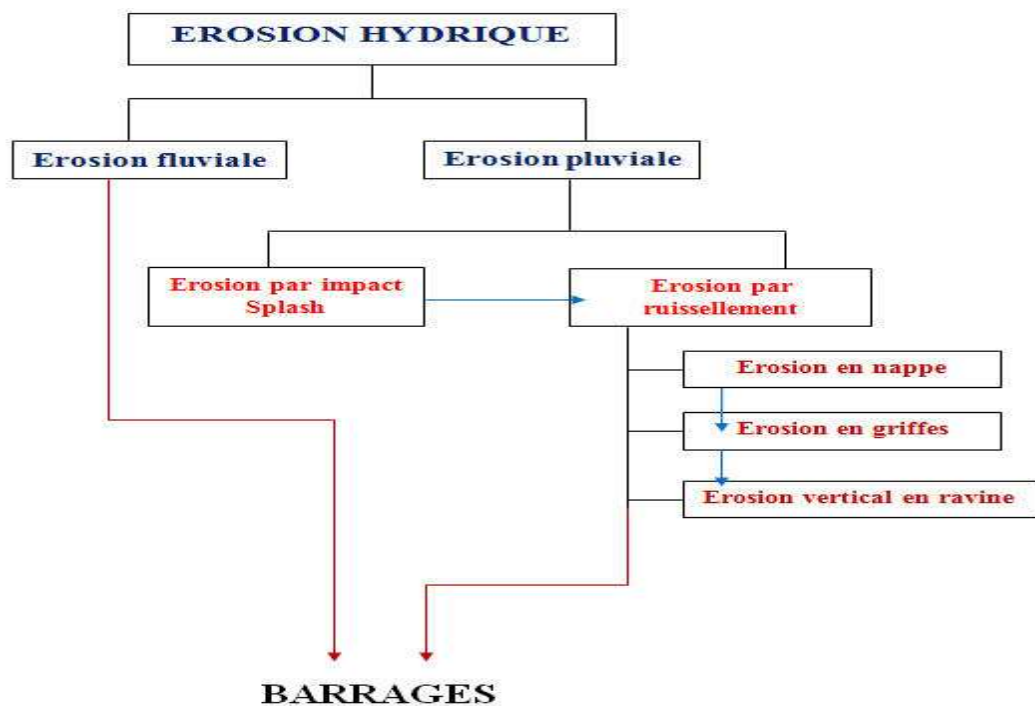 EROSION HYDRIQUE
Erosion fluviale
Erosion pluviale
Erosion par impact
Splash
Erosion par
ruissellement
Erosion en nappe
Erosion en griffes
Erosion vertical en ravine
BARRAGES